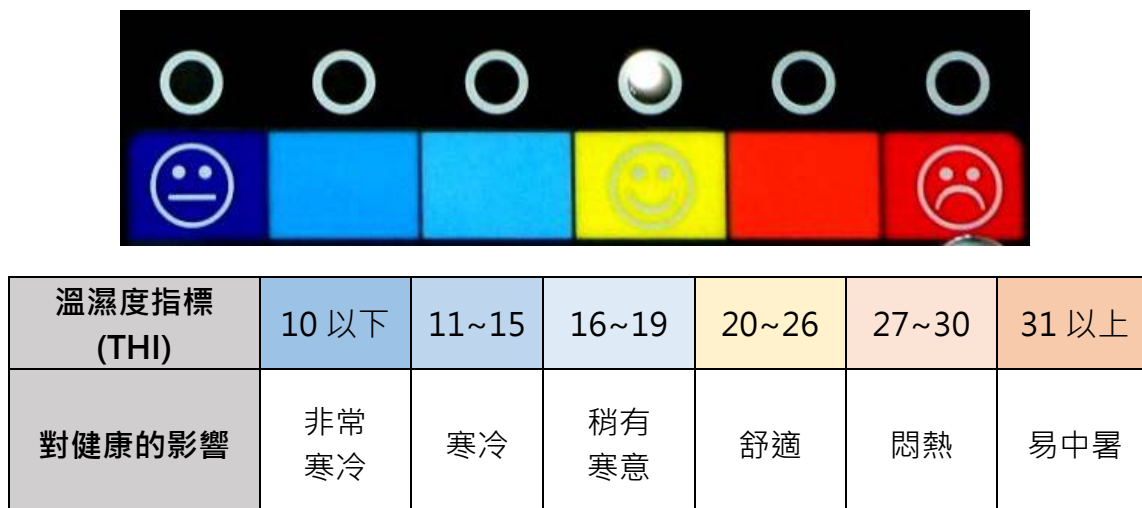 溫濕度指標
(THI)
10 以下
11~15
16~19
20~26
27~30
31 以上
對健康的影響
非常
寒冷
寒冷
稍有
寒意
舒適
悶熱
易中暑